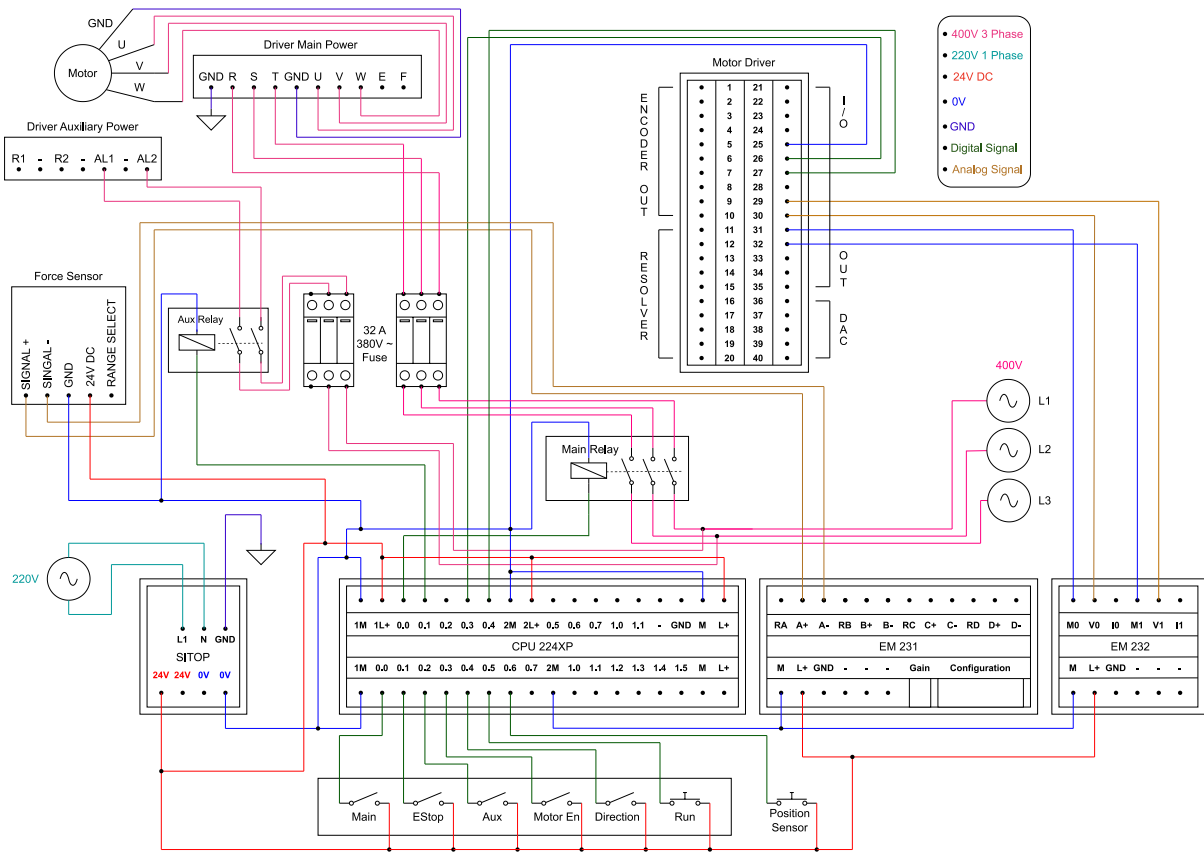 GND
U
V
W
Motor
Driver Main Power
GND R S T GND U V W E F
Driver Auxiliary Power
R1 - R2 - AL1 - AL2
Motor Driver
1 21
2 22
3 23
4 24
5 25
6 26
7 27
8 28
9 29
10 30
11 31
12 32
13 33
14 34
15 35
16 36
17 37
18 38
19 39
20 40
ENCODER OUT
RESOLVER
I/O
OUT
DAC
400V 3 Phase
220V 1 Phase
24V DC
0V
GND
Digital Signal
Analog Signal
Force Sensor
SIGNAL +
SINGAL -
GND
24V DC
RANGE SELECT
Aux Relay
32 A
380V ~
Fuse
Main Relay
400V
L1
L2
L3
220V
L1 N GND
SITOP
24V 24V 0V 0V
1M 1L+ 0.0 0.1 0.2 0.3 0.4 2M 2L+ 0.5 0.6 0.7 1.0 1.1 - GND M L+
CPU 224XP
1M 0.0 0.1 0.2 0.3 0.4 0.5 0.6 0.7 2M 1.0 1.1 1.2 1.3 1.4 1.5 M L+
RA A+ A- RB B+ B- RC C+ C- RD D+ D-
EM 231
M L+ GND - - - Gain Configuration
M0 V0 I0 M1 V1 I1
EM 232
M L+ GND - - -
Main
EStop
Aux
Motor En
Direction
Run
Position
Sensor